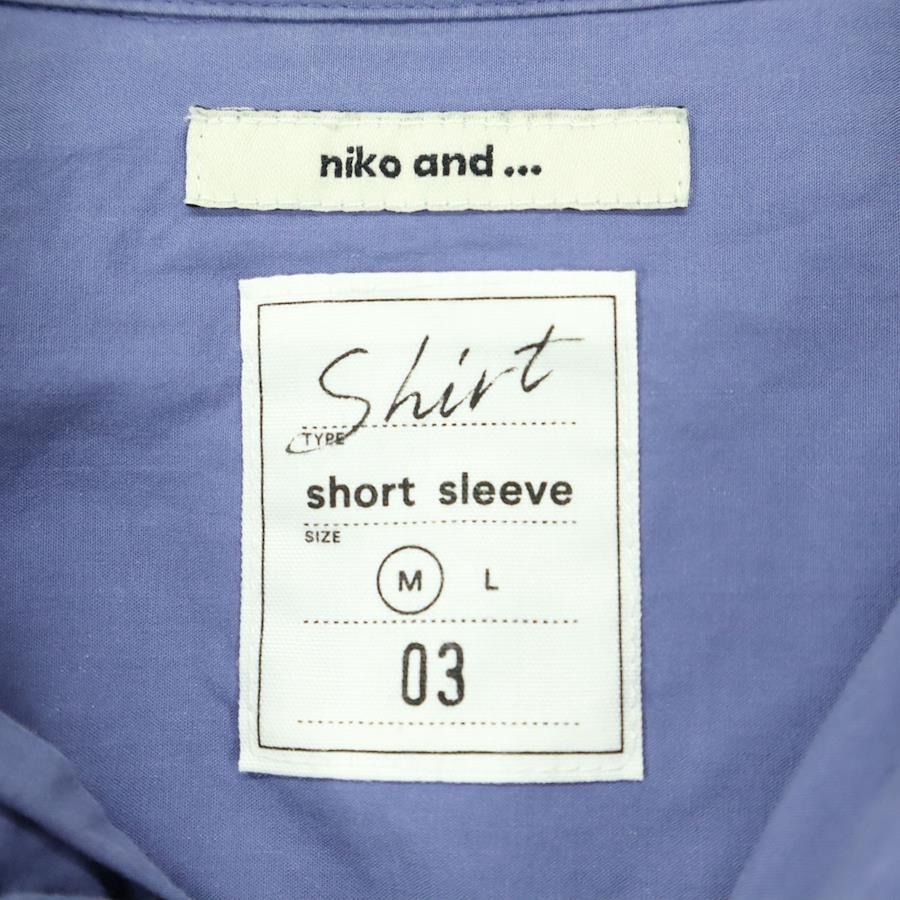 niko and ...
Shirt
TYPE
short sleeve
SIZE
M L
03